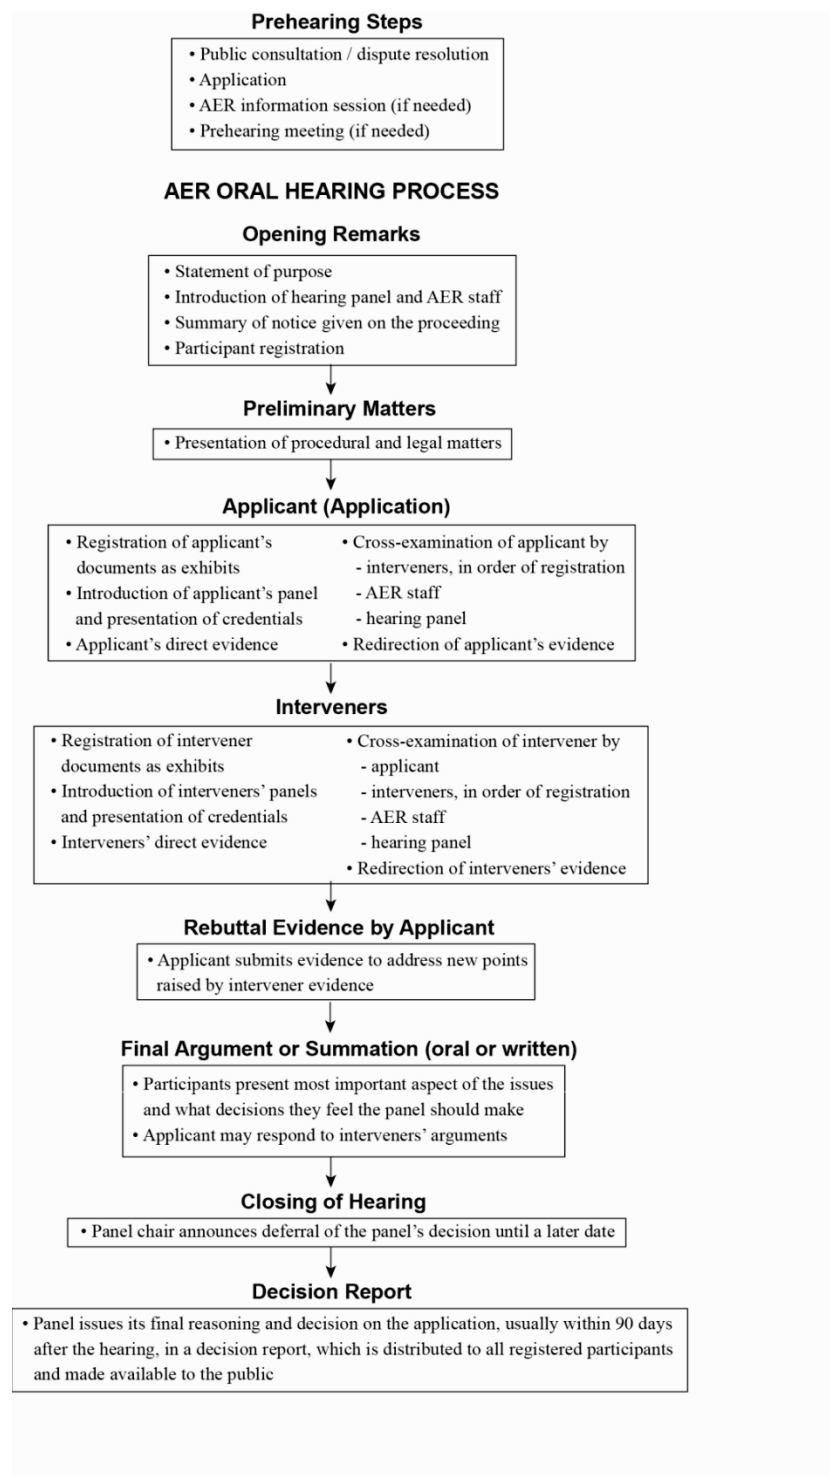 Prehearing Steps
• Public consultation / dispute resolution
• Application
• AER information session (if needed)
• Prehearing meeting (if needed)
AER ORAL HEARING PROCESS
Opening Remarks
• Statement of purpose
• Introduction of hearing panel and AER staff
• Summary of notice given on the proceeding
• Participant registration
Preliminary Matters
• Presentation of procedural and legal matters
Applicant (Application)
• Registration of applicant's
documents as exhibits
• Introduction of applicant's panel
and presentation of credentials
• Applicant's direct evidence
• Cross-examination of applicant by
- interveners, in order of registration
- AER staff
- hearing panel
• Redirection of applicant's evidence
Interveners
• Registration of intervener
documents as exhibits
• Introduction of interveners' panels
and presentation of credentials
• Interveners' direct evidence
• Cross-examination of intervener by
- applicant
- interveners, in order of registration
- AER staff
- hearing panel
• Redirection of interveners' evidence
Rebuttal Evidence by Applicant
• Applicant submits evidence to address new points
raised by intervener evidence
Final Argument or Summation (oral or written)
• Participants present most important aspect of the issues
and what decisions they feel the panel should make
• Applicant may respond to interveners' arguments
Closing of Hearing
• Panel chair announces deferral of the panel's decision until a later date
Decision Report
• Panel issues its final reasoning and decision on the application, usually within 90 days
after the hearing, in a decision report, which is distributed to all registered participants
and made available to the public